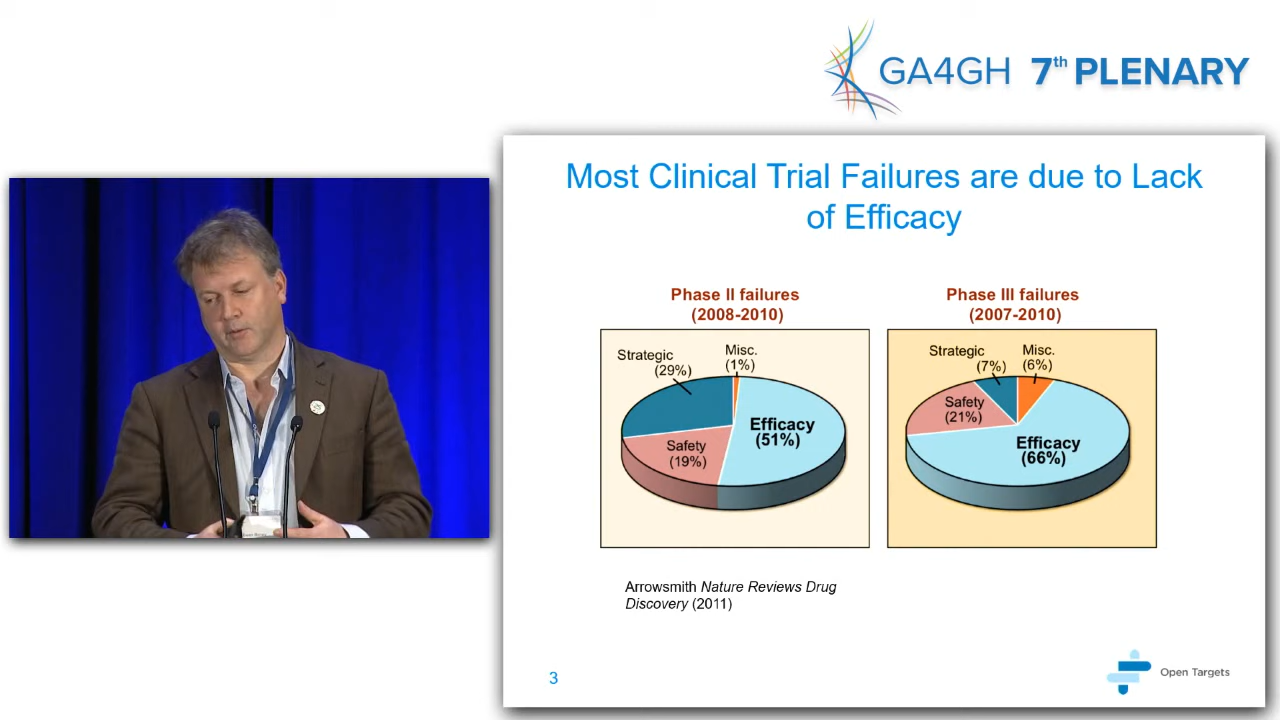 GA4GH 7th PLENARY
Most Clinical Trial Failures are due to Lack
of Efficacy
Phase II failures
(2008-2010)
Strategic
(29%)
Misc.
(1%)
Efficacy
(51%)
Safety
(19%)
Phase III failures
(2007-2010)
Strategic
(7%)
Misc.
(6%)
Safety
(21%)
Efficacy
(66%)
Arrowsmith Nature Reviews Drug
Discovery (2011)
3
Open Targets